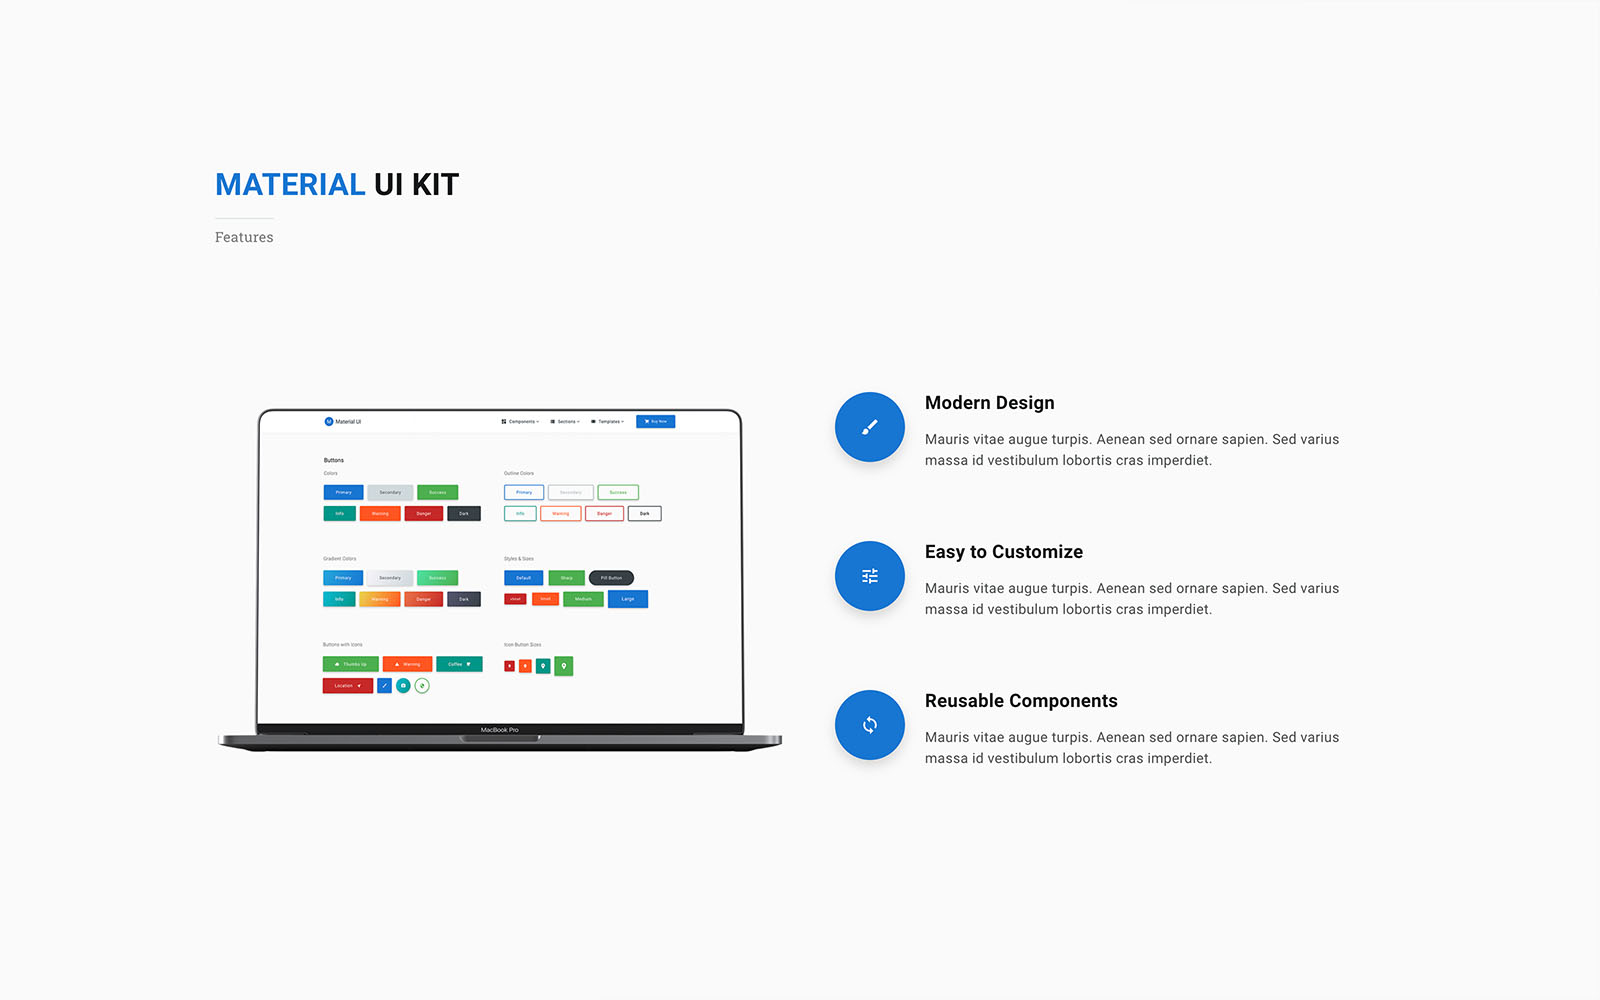 MATERIAL UI KIT
Features
Material UI
Components
Sections
Templates
Buy Now
Buttons
Colors
Primary
Secondary
Success
Info
Warning
Danger
Dark
Outline Colors
Primary
Secondary
Success
Info
Warning
Danger
Dark
Gradient Colors
Primary
Secondary
Success
Info
Warning
Danger
Dark
Styles & Sizes
Default
Sharp
Pill Button
Small
Medium
Large
Buttons with Icons
Thumbs Up
Warning
Coffee
Location
Icon Button Sizes
MacBook Pro
Modern Design
Mauris vitae augue turpis. Aenean sed ornare sapien. Sed varius
massa id vestibulum lobortis cras imperdiet.
Easy to Customize
Mauris vitae augue turpis. Aenean sed ornare sapien. Sed varius
massa id vestibulum lobortis cras imperdiet.
Reusable Components
Mauris vitae augue turpis. Aenean sed ornare sapien. Sed varius
massa id vestibulum lobortis cras imperdiet.